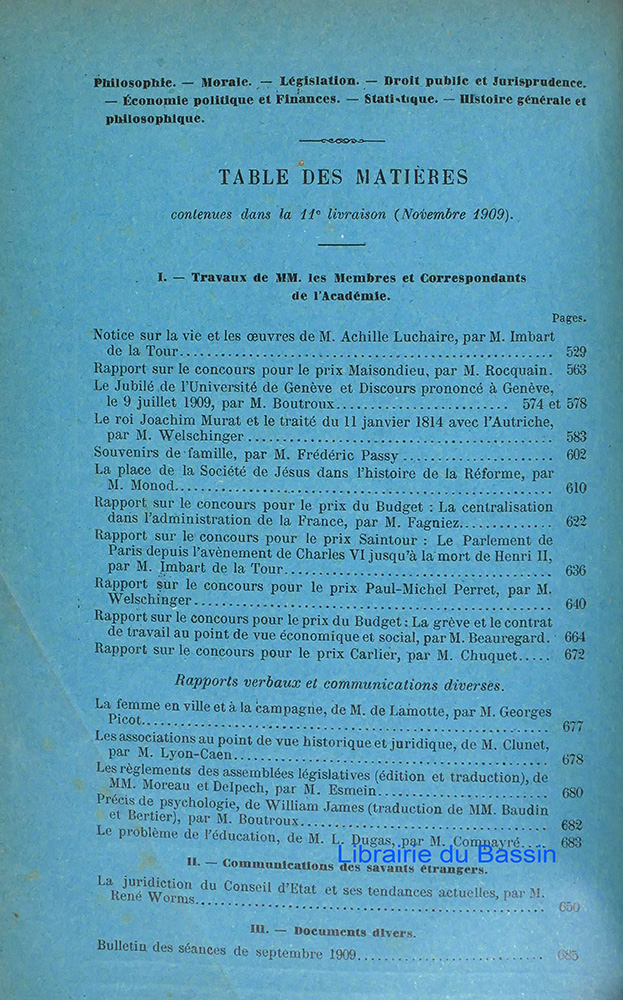 Philosophie. — Morale. — Législation. — Droit public et Jurisprudence.
— Économie politique et Finances. — Statistique. — Histoire générale et
philosophique.
TABLE DES MATIÈRES
contenues dans la 11e livraison (Novembre 1909).
I. — Travaux de MM. les Membres et Correspondants
de l'Académie.
Pages.
Notice sur la vie et les œuvres de M. Achille Luchaire, par M. Imbart
de la Tour.......... 529
Rapport sur le concours pour le prix Maisondieu, par M. Rocquain. 563
Le Jubilé de l'Université de Genève et Discours prononcé à Genève,
le 9 juillet 1909, par M. Boutroux.......... 574 et 578
Le roi Joachim Murat et le traité du 11 janvier 1814 avec l'Autriche,
par M. Welschinger.......... 583
Souvenirs de famille, par M. Frédéric Passy.......... 602
La place de la Société de Jésus dans l'histoire de la Réforme, par
M. Monod.......... 610
Rapport sur le concours pour le prix du Budget : La centralisation
dans l'administration de la France, par M. Fagniez.......... 622
Rapport sur le concours pour le prix Saintour : Le Parlement de
Paris depuis l'avènement de Charles VI jusqu'à la mort de Henri II,
par M. Imbart de la Tour.......... 636
Rapport sur le concours pour le prix Paul-Michel Perret, par M.
Welschinger.......... 640
Rapport sur le concours pour le prix du Budget : La grève et le contrat
de travail au point de vue économique et social, par M. Beauregard. 664
Rapport sur le concours pour le prix Carlier, par M. Chuquet..... 672
Rapports verbaux et communications diverses.
La femme en ville et à la campagne, de M. de Lamotte, par M. Georges
Picot.......... 677
Les associations au point de vue historique et juridique, de M. Clunet,
par M. Lyon-Caen.......... 678
Les règlements des assemblées législatives (édition et traduction), de
MM. Moreau et Delpech, par M. Esmein.......... 680
Précis de psychologie, de William James (traduction de MM. Baudin
et Bertier), par M. Boutroux.......... 682
Le problème de l'éducation, de M. L. Dugas, par M. Compayré.... 683
Librairie du Bassin
II. — Communications des savants étrangers.
La juridiction du Conseil d'Etat et ses tendances actuelles, par M.
René Worms.......... 650
III. — Documents divers.
Bulletin des séances de septembre 1909.......... 685